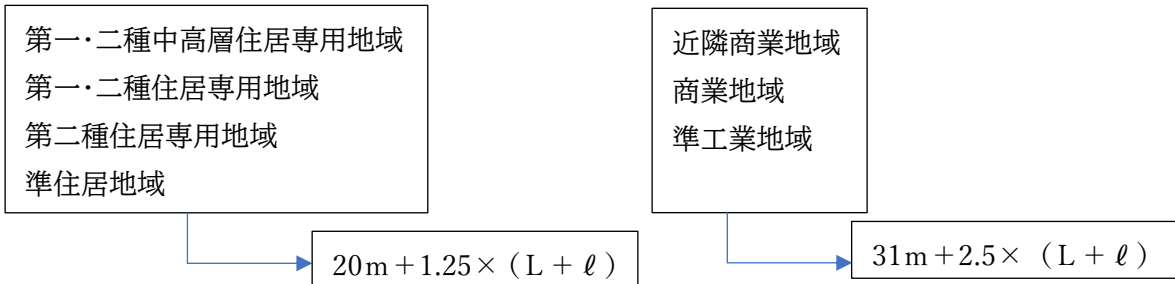 第一・二種中高層住居専用地域
第一・二種住居専用地域
第二種住居専用地域
準住居地域
20m+1.25×（L+ℓ）
近隣商業地域
商業地域
準工業地域
31m+2.5×（L+ℓ）